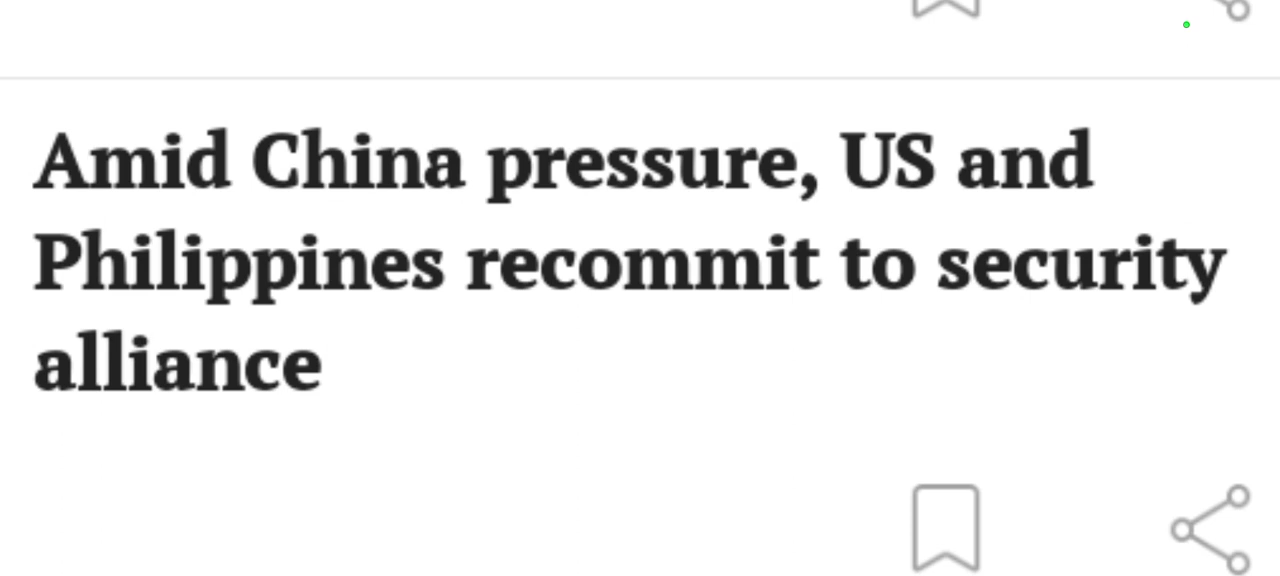 Amid China pressure, US and
Philippines recommit to security
alliance